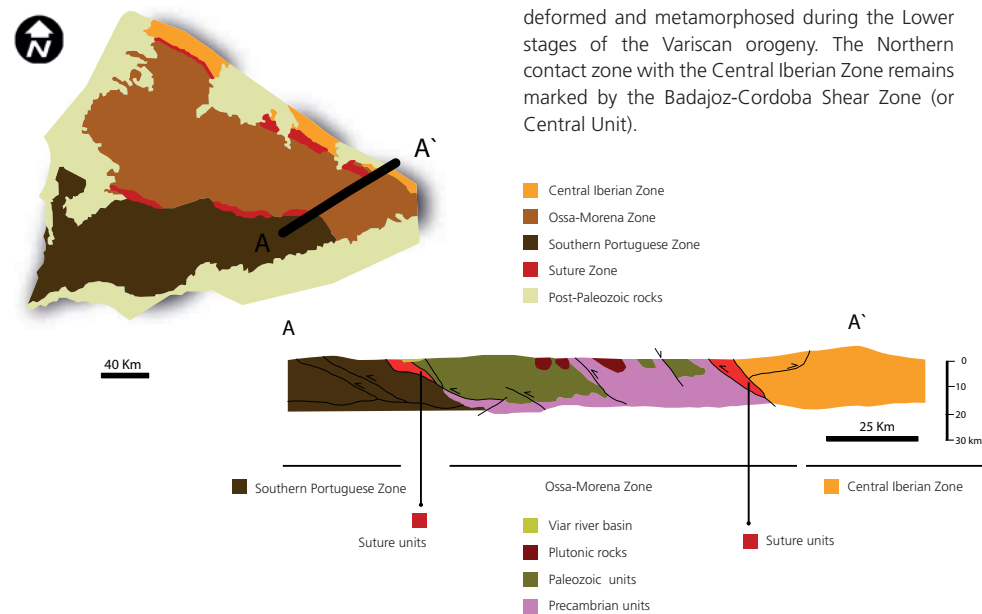 N
deformed and metamorphosed during the Lower
stages of the Variscan orogeny. The Northern
contact zone with the Central Iberian Zone remains
marked by the Badajoz-Cordoba Shear Zone (or
Central Unit).
A`
A
Central Iberian Zone
Ossa-Morena Zone
Southern Portuguese Zone
Suture Zone
Post-Paleozoic rocks
40 Km
A
A`
0
10
20
30 km
25 Km
Southern Portuguese Zone
Ossa-Morena Zone
Central Iberian Zone
Suture units
Viar river basin
Plutonic rocks
Paleozoic units
Precambrian units
Suture units